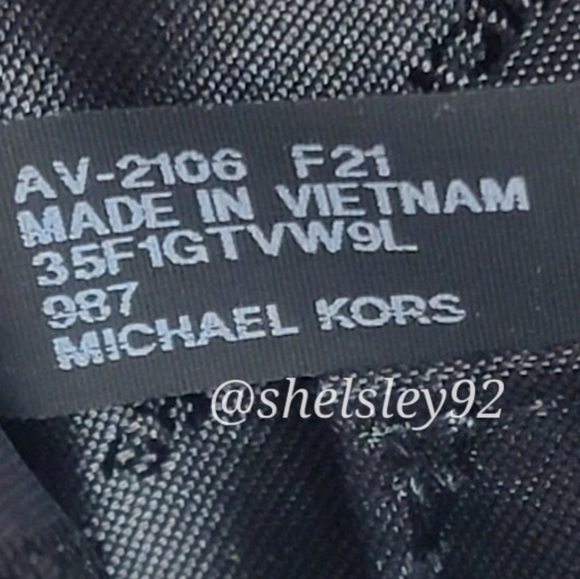 AV-2106 F21
MADE IN VIETNAM
35F1GTVW9L
987
MICHAEL KORS
@shelsley92